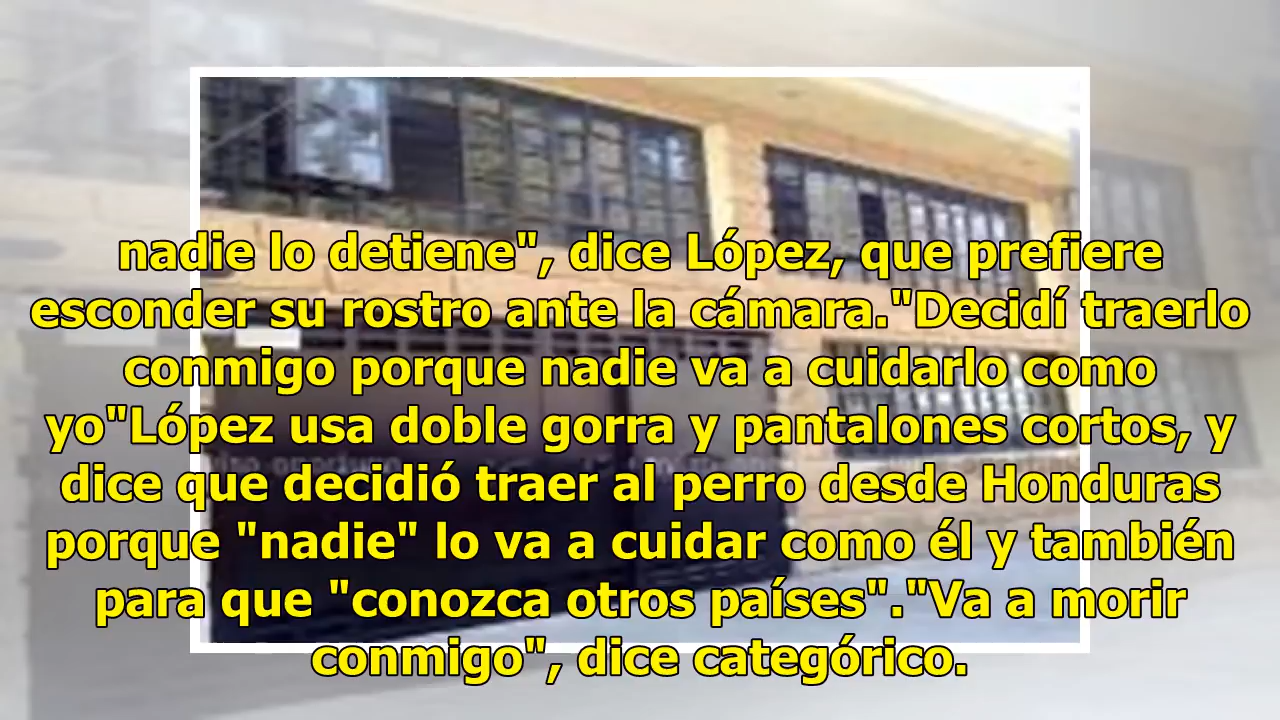 nadie lo detiene", dice López, que prefiere
esconder su rostro ante la cámara."Decidí traerlo
conmigo porque nadie va a cuidarlo como
yo"López usa doble gorra y pantalones cortos, y
dice que decidió traer al perro desde Honduras
porque "nadie" lo va a cuidar como él y también
para que "conozca otros países"."Va a morir
conmigo", dice categórico.